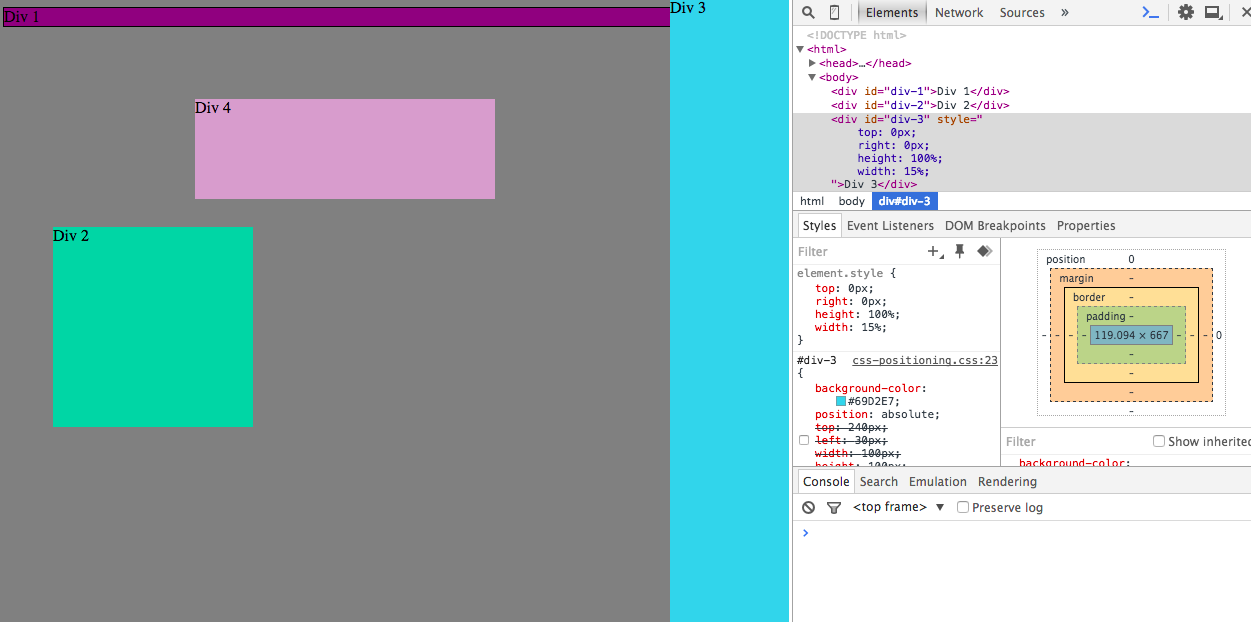 Div 1
Div 3
Div 4
Div 2
Elements Network Sources »
<!DOCTYPE html>
<html>
<head>…</head>
<body>
<div id="div-1">Div 1</div>
<div id="div-2">Div 2</div>
<div id="div-3" style="
top: 0px;
right: 0px;
height: 100%;
width: 15%;
">Div 3</div>
html body div#div-3
Styles Event Listeners DOM Breakpoints Properties
Filter
element.style {
top: 0px;
right: 0px;
height: 100%;
width: 15%;
}
#div-3 css-positioning.css:23
{
background-color:
#69D2E7;
position: absolute;
top: 240px;
left: 30px;
width: 100px;
height: 100px;
position 0
margin -
border -
padding -
- - - - 119.094 × 667 - - - 0
-
-
-
-
Filter Show inherited
background-color:
Console Search Emulation Rendering
<top frame> Preserve log